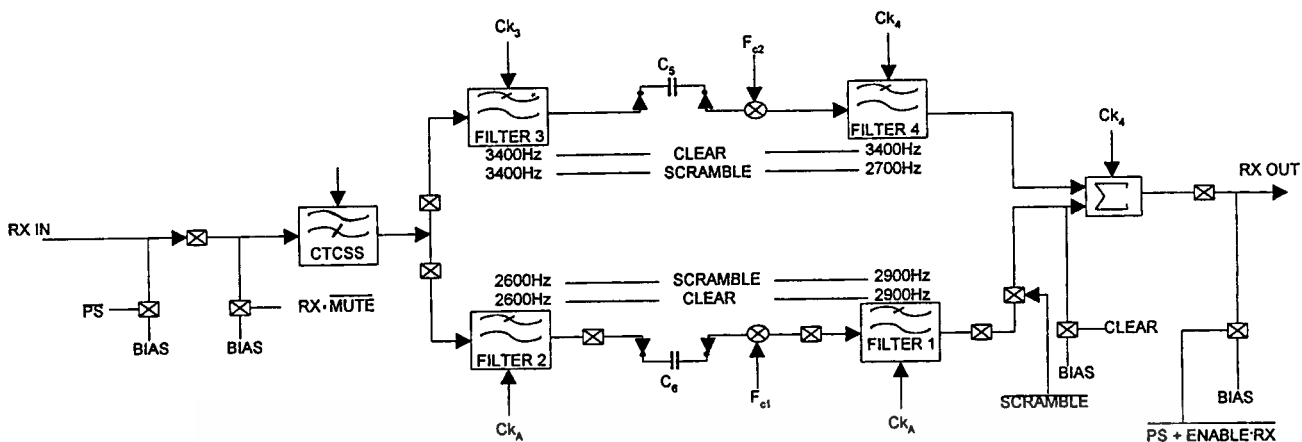 Ck3
Ck4
C5
Fc2
Ck4
FILTER 3
FILTER 4
3400Hz CLEAR 3400Hz
3400Hz SCRAMBLE 2700Hz
RX OUT
Σ
RX IN
CTCSS
2600Hz SCRAMBLE 2900Hz
2600Hz CLEAR 2900Hz
PS
RX·MUTE
CLEAR
BIAS
BIAS
FILTER 2
FILTER 1
BIAS
C6
Fc1
SCRAMBLE
BIAS
CkA
CkA
PS + ENABLE·RX